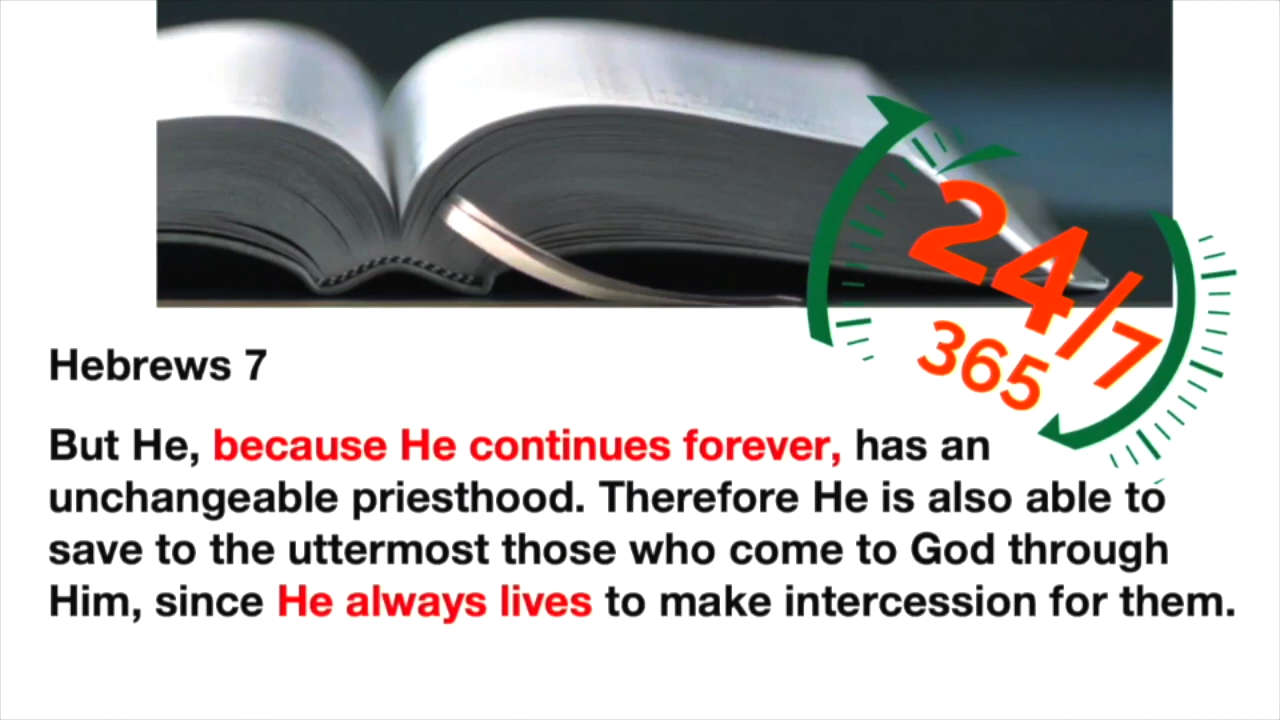 24/7
365
Hebrews 7
But He, because He continues forever, has an
unchangeable priesthood. Therefore He is also able to
save to the uttermost those who come to God through
Him, since He always lives to make intercession for them.